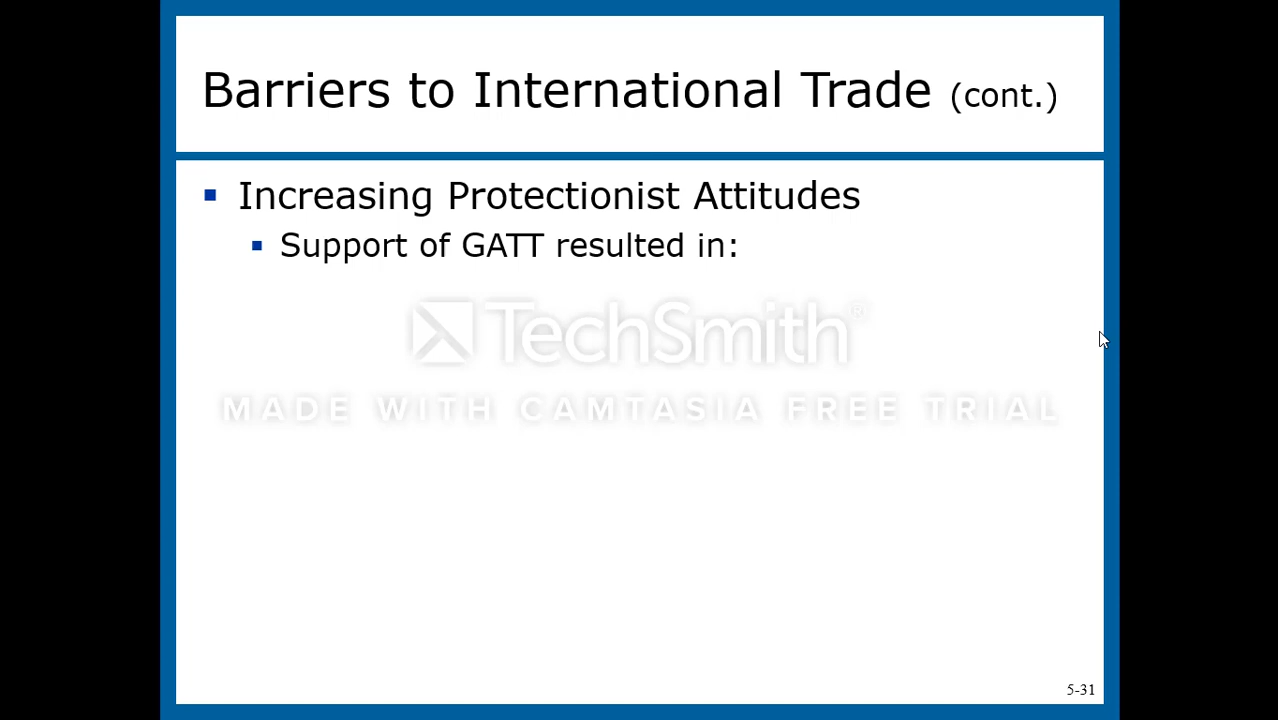 Barriers to International Trade (cont.)
Increasing Protectionist Attitudes
Support of GATT resulted in:
TechSmith®
MADE WITH CAMTASIA FREE TRIAL
5-31